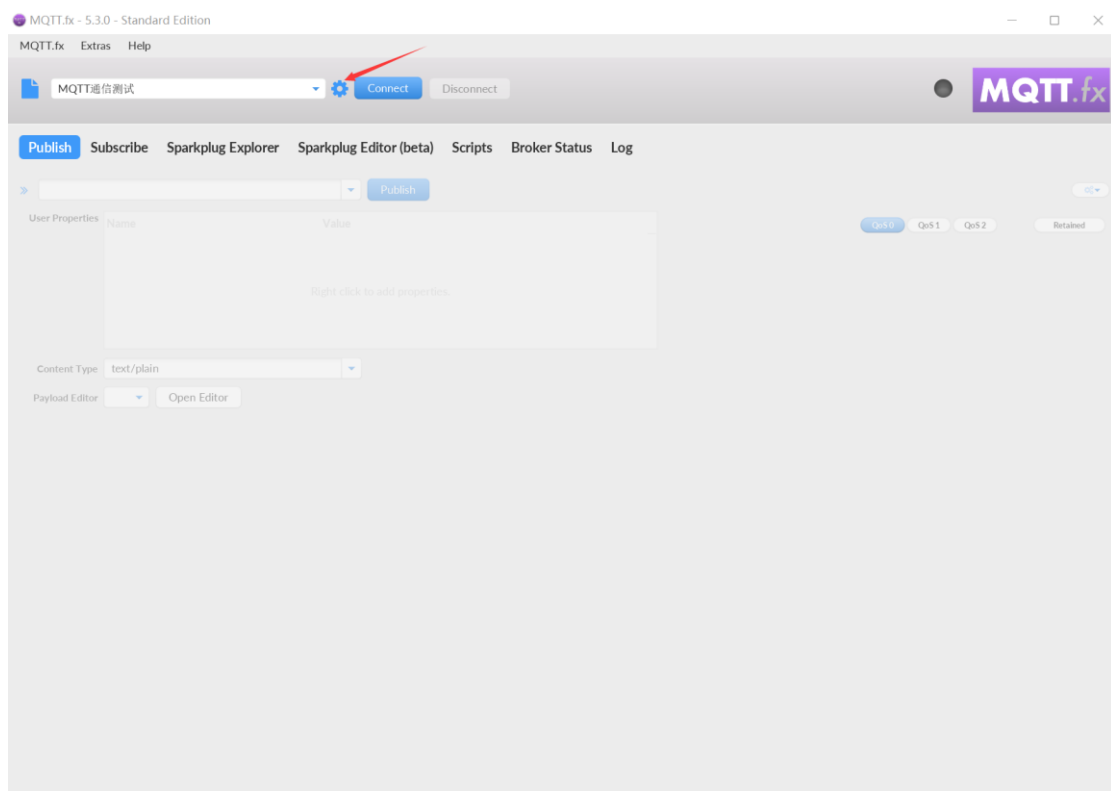 MQTT.fx - 5.3.0 - Standard Edition
MQTT.fx Extras Help
MQTT通信测试 Connect Disconnect MQTT.fx
Publish Subscribe Sparkplug Explorer Sparkplug Editor (beta) Scripts Broker Status Log
Publish
User Properties Name Value QoS 0 QoS 1 QoS 2 Retained
Right click to add properties.
Content Type text/plain
Payload Editor Open Editor